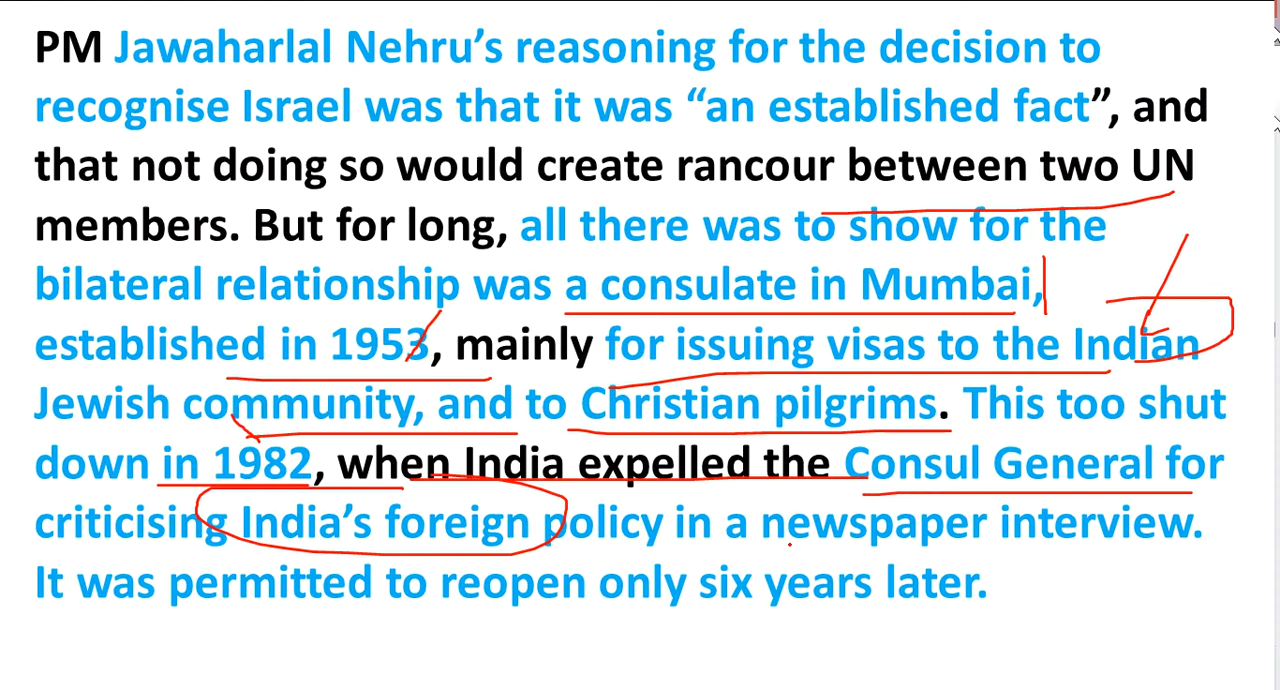 PM Jawaharlal Nehru’s reasoning for the decision to
recognise Israel was that it was “an established fact”, and
that not doing so would create rancour between two UN
members. But for long, all there was to show for the
bilateral relationship was a consulate in Mumbai,
established in 1953, mainly for issuing visas to the Indian
Jewish community, and to Christian pilgrims. This too shut
down in 1982, when India expelled the Consul General for
criticising India’s foreign policy in a newspaper interview.
It was permitted to reopen only six years later.